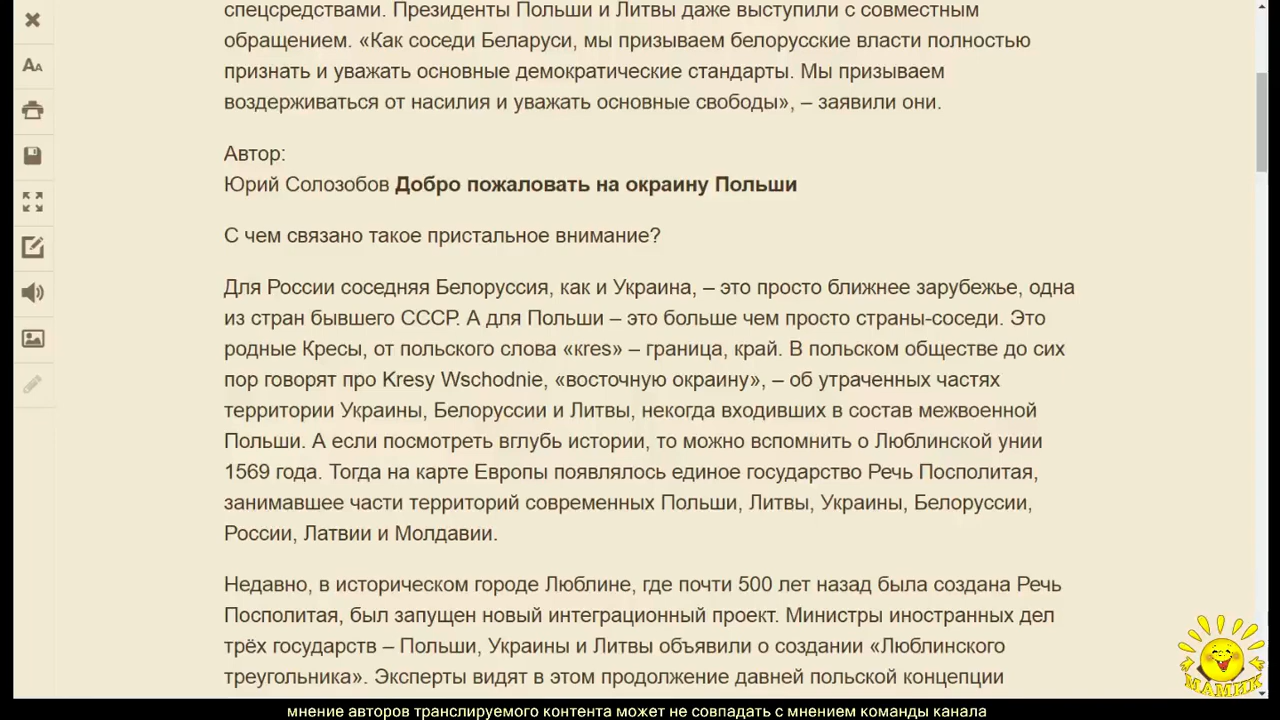 спецсредствами. Президенты Польши и Литвы даже выступили с совместным
обращением. «Как соседи Беларуси, мы призываем белорусские власти полностью
признать и уважать основные демократические стандарты. Мы призываем
воздерживаться от насилия и уважать основные свободы», – заявили они.
Автор:
Юрий Солозобов Добро пожаловать на окраину Польши
С чем связано такое пристальное внимание?
Для России соседняя Белоруссия, как и Украина, – это просто ближнее зарубежье, одна
из стран бывшего СССР. А для Польши – это больше чем просто страны-соседи. Это
родные Кресы, от польского слова «кres» – граница, край. В польском обществе до сих
пор говорят про Kresy Wschodnie, «восточную окраину», – об утраченных частях
территории Украины, Белоруссии и Литвы, некогда входивших в состав межвоенной
Польши. А если посмотреть вглубь истории, то можно вспомнить о Люблинской унии
1569 года. Тогда на карте Европы появлялось единое государство Речь Посполитая,
занимавшее части территорий современных Польши, Литвы, Украины, Белоруссии,
России, Латвии и Молдавии.
Недавно, в историческом городе Люблине, где почти 500 лет назад была создана Речь
Посполитая, был запущен новый интеграционный проект. Министры иностранных дел
трёх государств – Польши, Украины и Литвы объявили о создании «Люблинского
треугольника». Эксперты видят в этом продолжение давней польской концепции
МАМИК
мнение авторов транслируемого контента может не совпадать с мнением команды канала